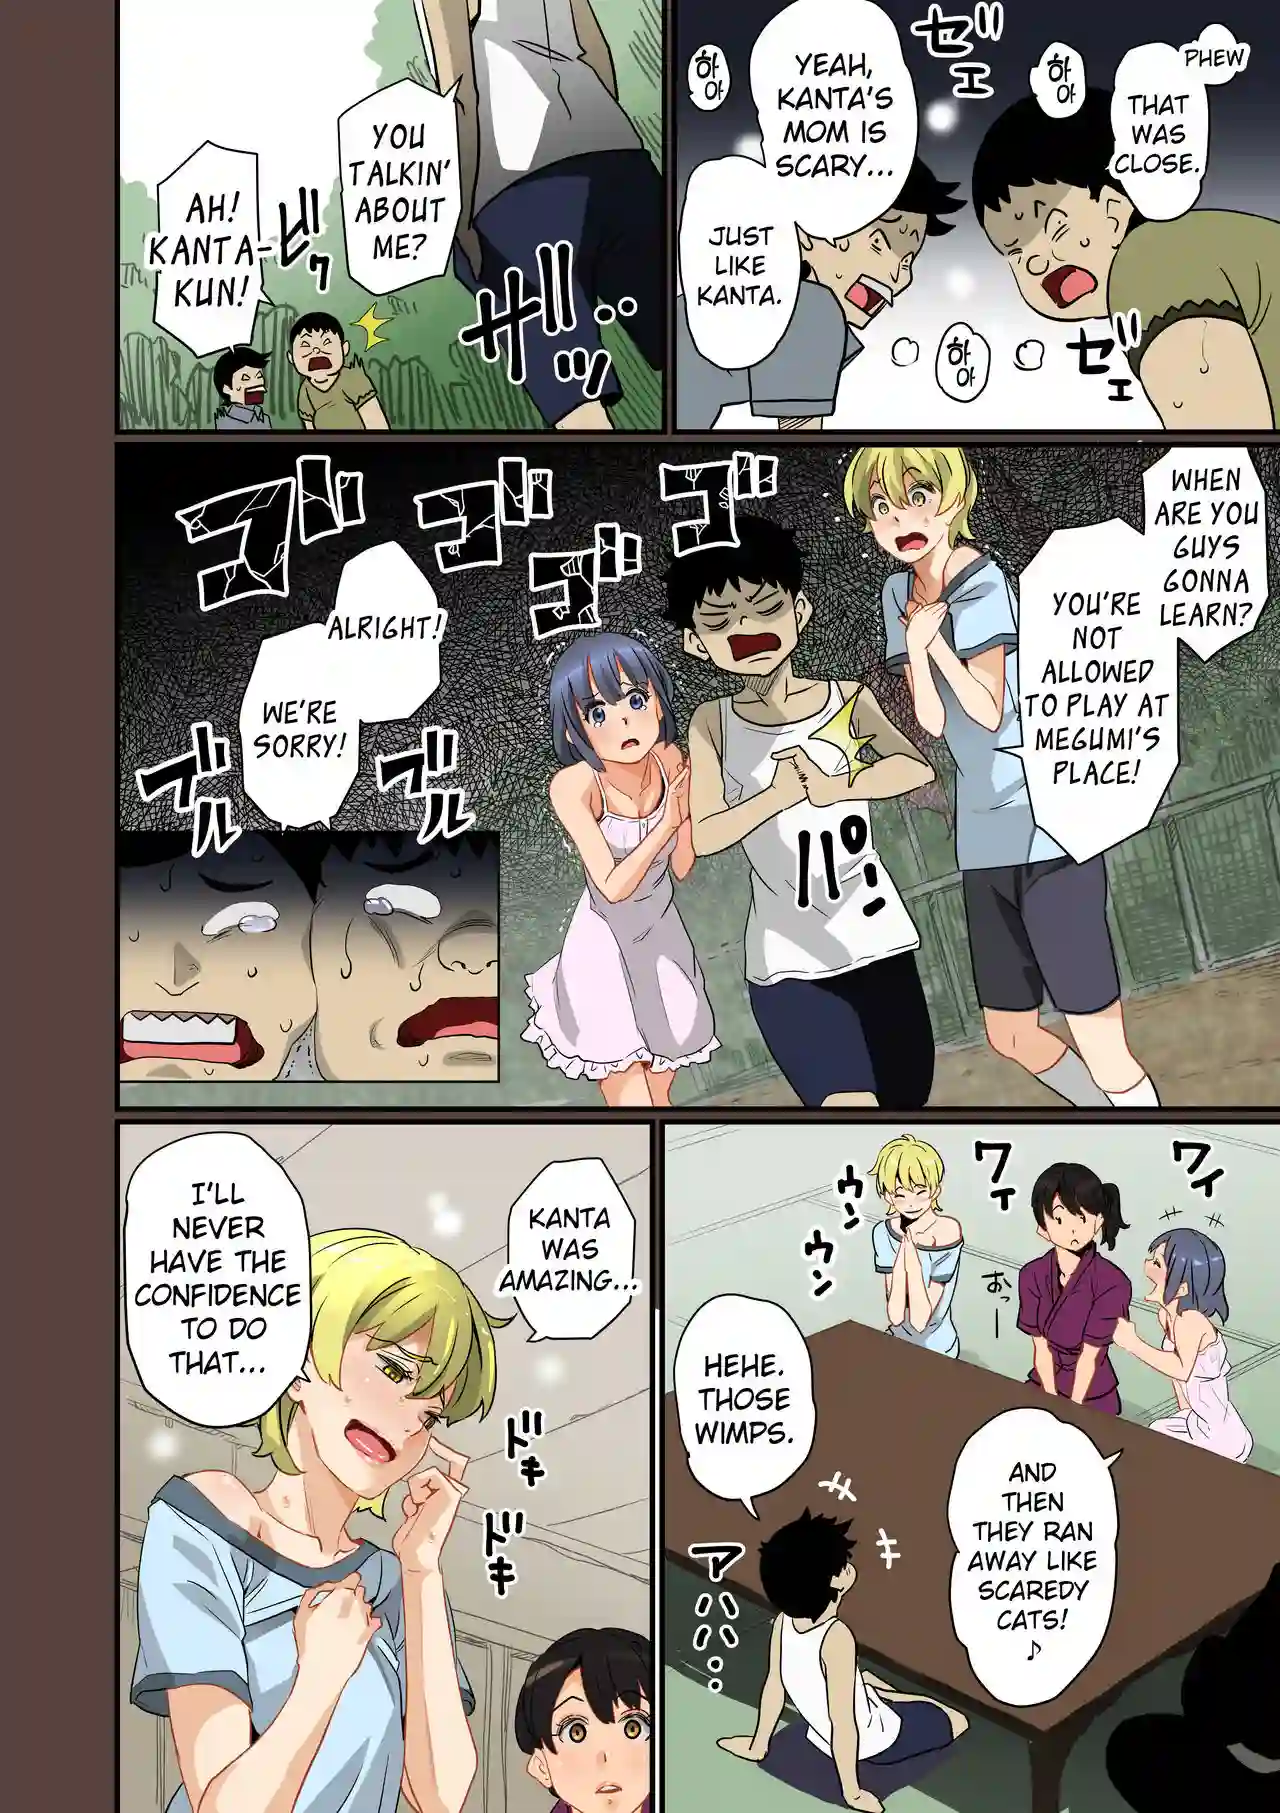 PHEW
THAT
WAS
CLOSE.
ゼェ
하아
YEAH,
KANTA'S
MOM IS
SCARY...
JUST
LIKE
KANTA.
하아
하아
ゼェ
YOU
TALKIN'
ABOUT
ME?
AH!
KANTA-
KUN!
ビク
ザッ
WHEN
ARE YOU
GUYS
GONNA
LEARN?
YOU'RE
NOT
ALLOWED
TO PLAY AT
MEGUMI'S
PLACE!
ゴ
ゴ
ゴ
ゴ
パン
ALRIGHT!
WE'RE
SORRY!
ブル
ブル
ワイ
ワイ
ウン
ウン
おっー
HEHE.
THOSE
WIMPS.
AND
THEN
THEY RAN
AWAY LIKE
SCAREDY
CATS!
♪
アハハ・・
KANTA
WAS
AMAZING...
I'LL
NEVER
HAVE THE
CONFIDENCE
TO DO
THAT...
ドキ
ドキ